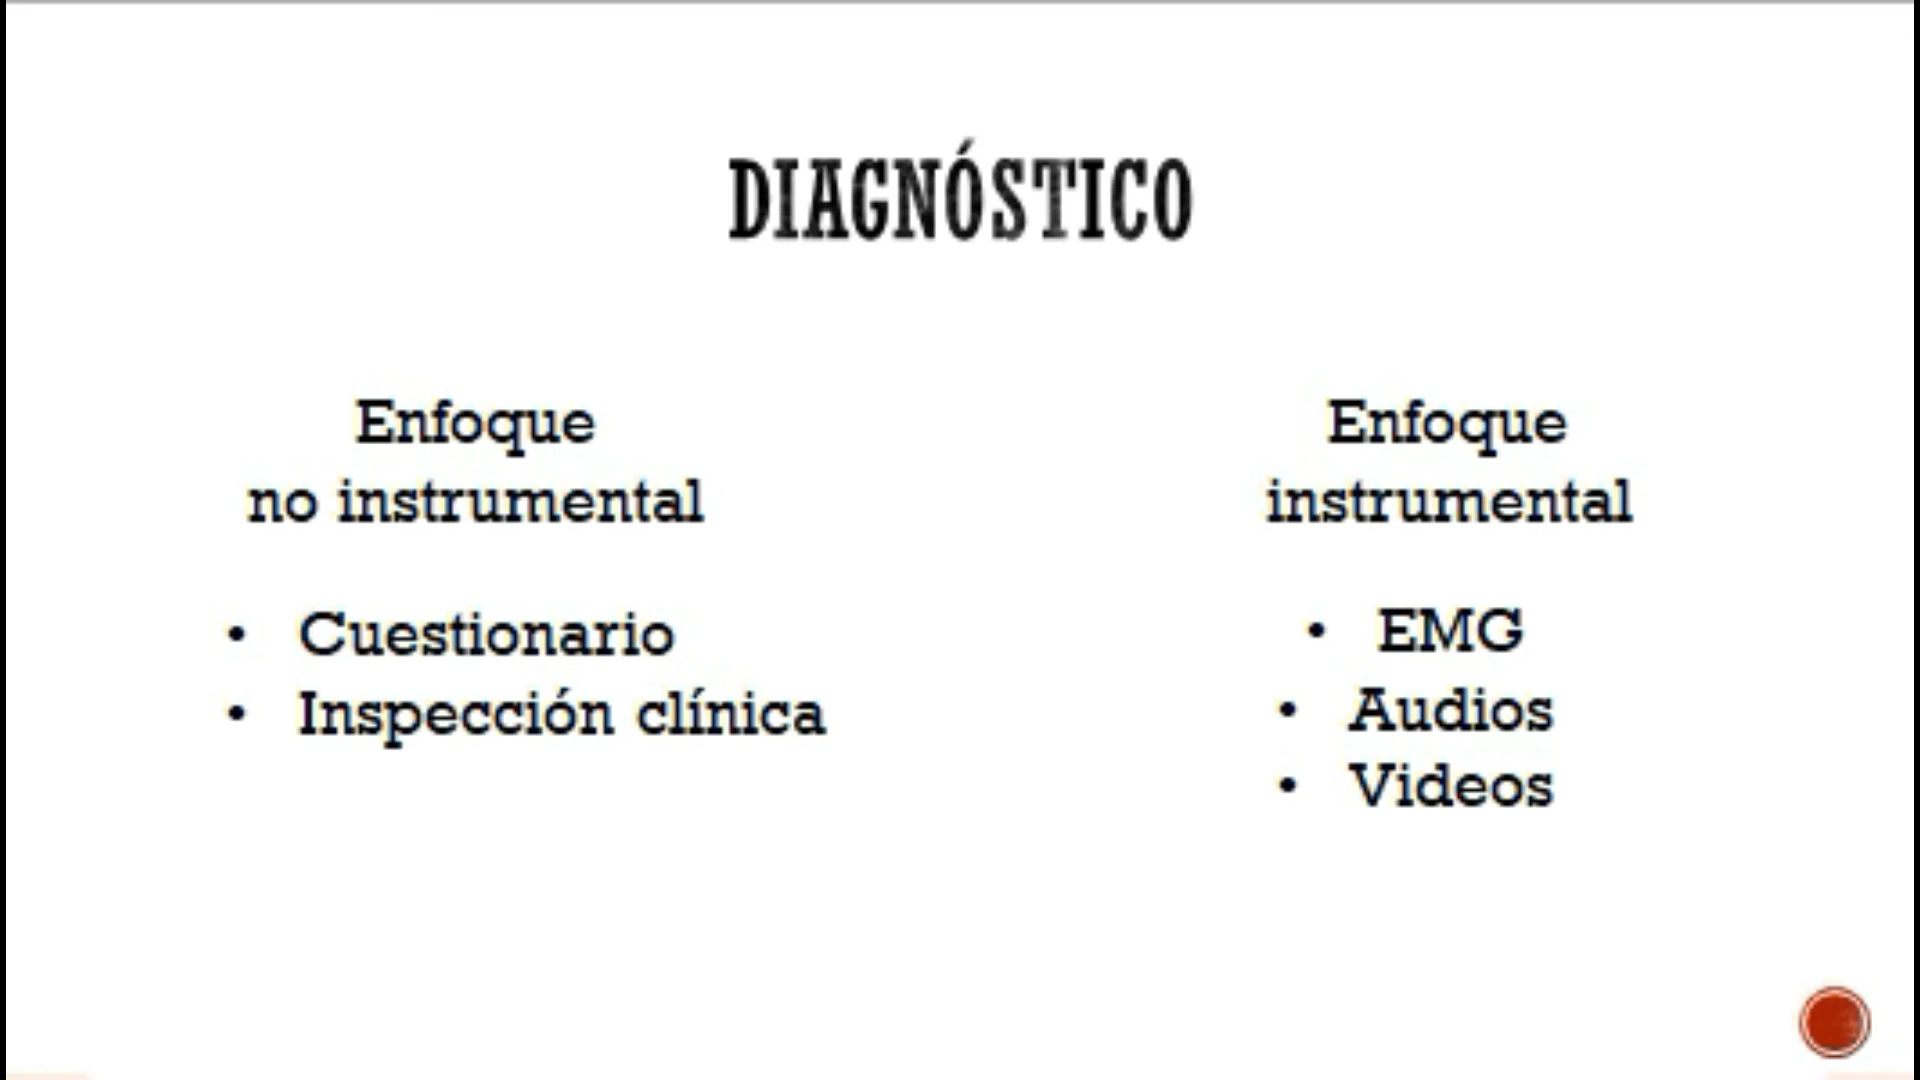 DIAGNÓSTICO
Enfoque
no instrumental
• Cuestionario
• Inspección clínica
Enfoque
instrumental
• EMG
• Audios
• Videos